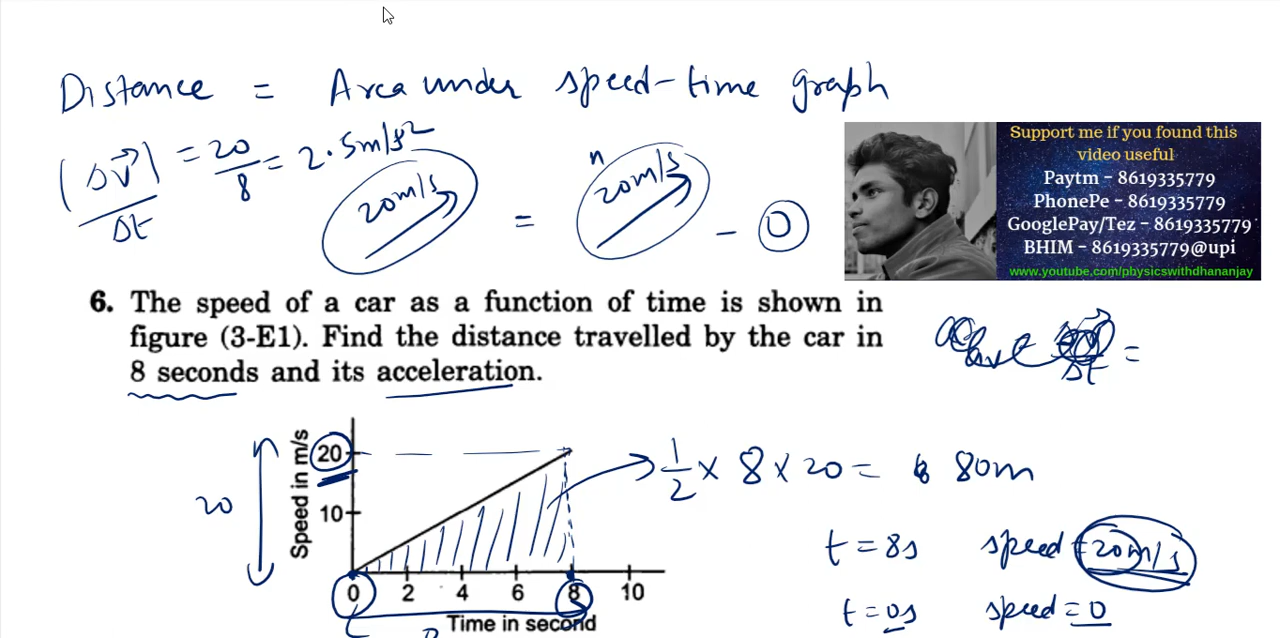 Distance = Area under speed-time graph
|Δv⃗|/Δt = 20/8 = 2.5m/s²
20m/s = 20m/s - 0
Support me if you found this
video useful
Paytm - 8619335779
PhonePe - 8619335779
GooglePay/Tez - 8619335779
BHIM - 8619335779@upi
www.youtube.com/physicswithdhananjay
6. The speed of a car as a function of time is shown in
figure (3-E1). Find the distance travelled by the car in
8 seconds and its acceleration.
Δt =
Speed in m/s
20
10
20
1/2 × 8 × 20 = 80m
t = 8s speed = 20m/s
0 2 4 6 8 10
t = 0s speed = 0
Time in second